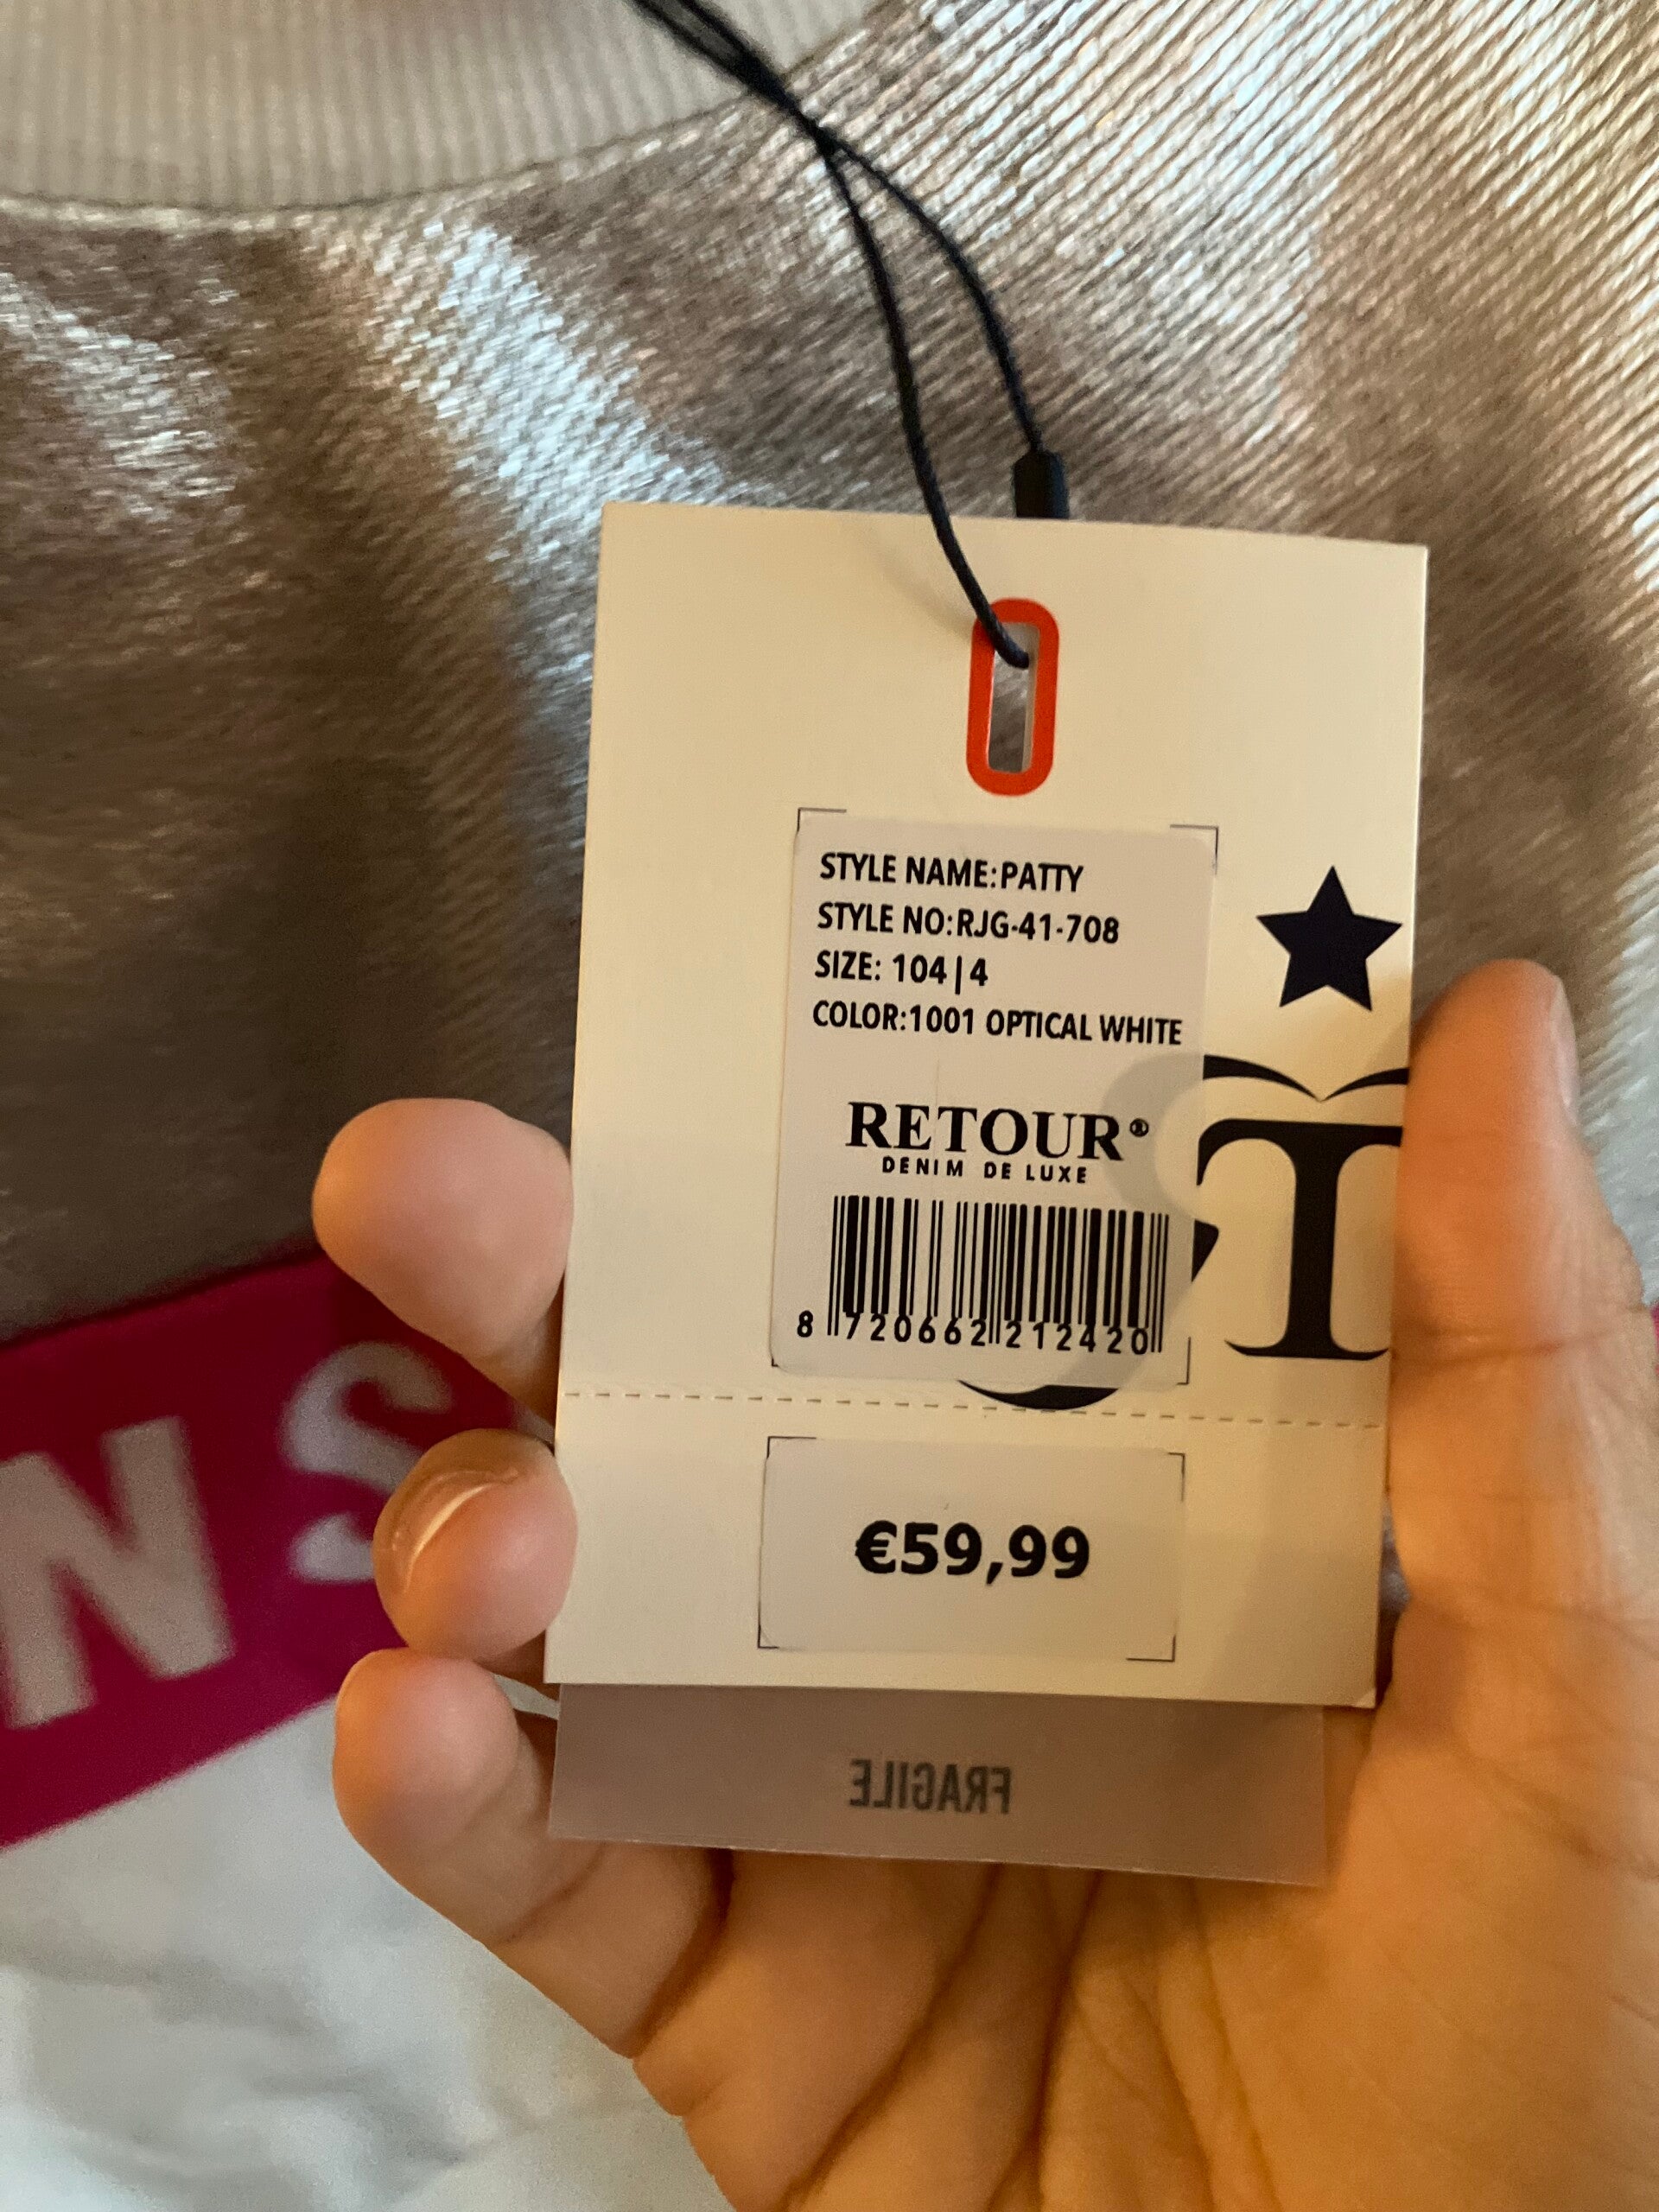 STYLE NAME:PATTY
STYLE NO:RJG-41-708
SIZE: 104|4
COLOR:1001 OPTICAL WHITE
RETOUR®
DENIM DE LUXE
8 720662 212420
€59,99
FRAGILE
NS